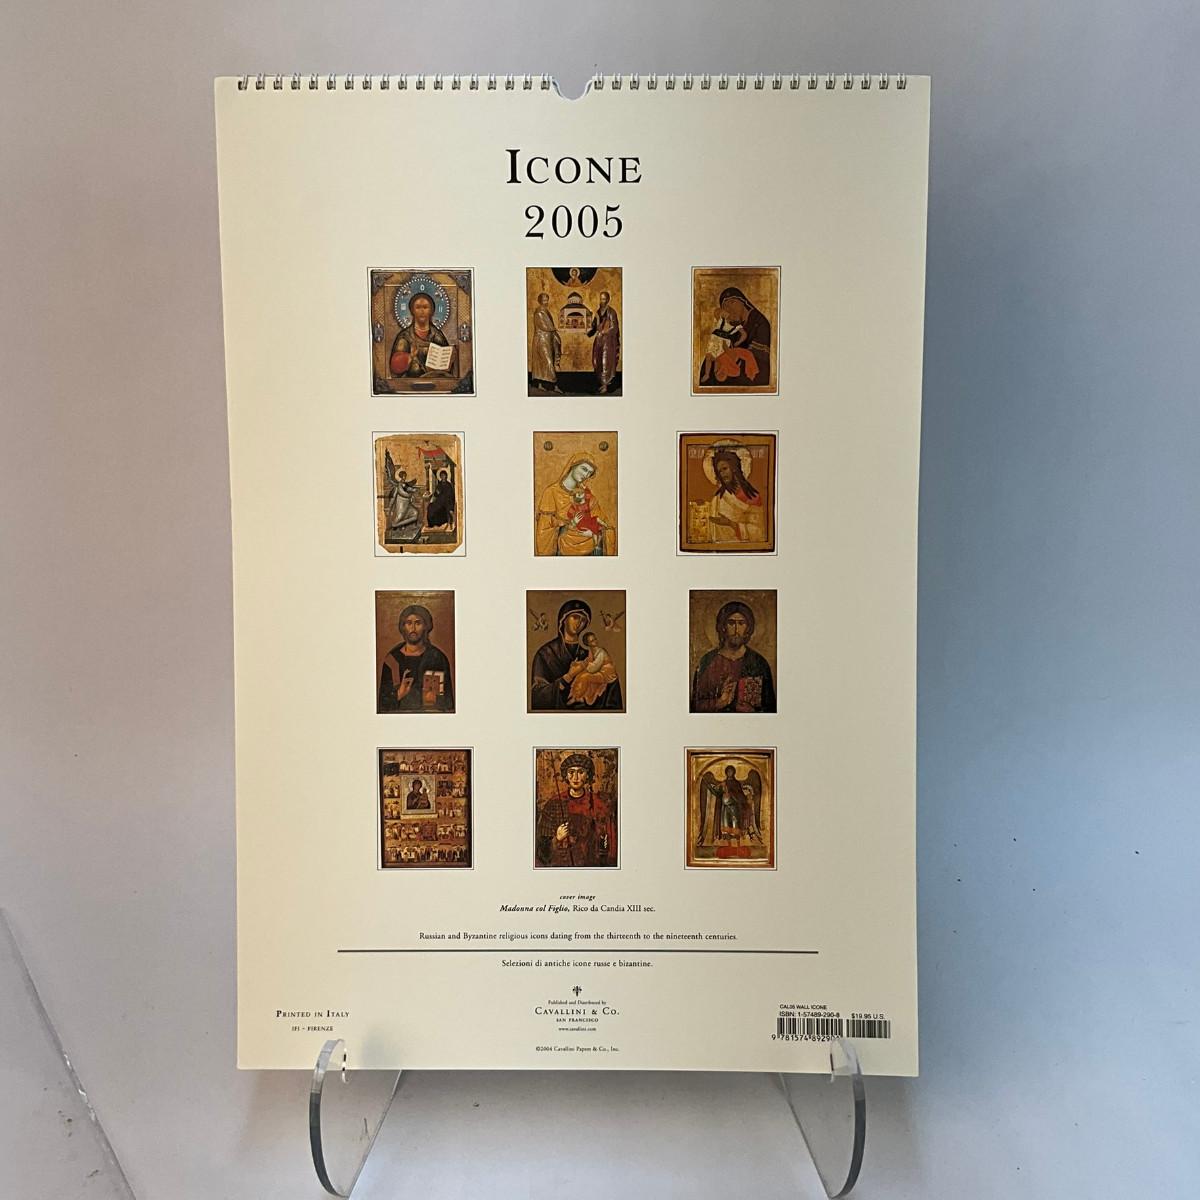 ICONE
2005
cover image
Madonna col Figlio, Rico da Candia XIII sec.
Russian and Byzantine religious icons dating from the thirteenth to the nineteenth centuries.
Selezioni di antiche icone russe e bizantine.
Published and Distributed by
CAVALLINI & CO.
SAN FRANCISCO
www.cavallini.com
©2004 Cavallini Papers & Co., Inc.
PRINTED IN ITALY
IFI - FIRENZE
CAL05 WALL ICONE
ISBN: 1-57489-290-8 $19.95 U.S.
9 781574 89290